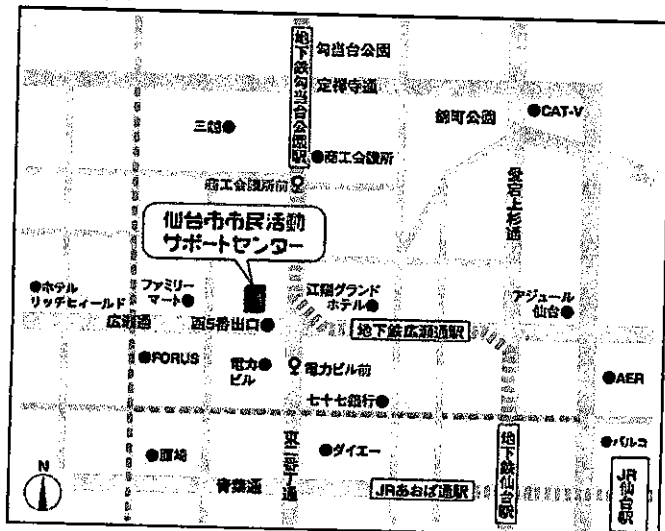 勾当台公園
定禅寺通
地下鉄勾当台公園駅
三越
錦町公園
CAT-V
商工会議所
商工会議所前
愛宕上杉通
仙台市市民活動
サポートセンター
ホテル
リッチフィールド
ファミリー
マート
江陽グランド
ホテル
アジュール
仙台
広瀬通
西5番出口
地下鉄広瀬通駅
FORUS
電力
ビル
電力ビル前
AER
七十七銀行
東二番丁通
ダイエー
地下鉄仙台駅
パルコ
藤崎
N
青葉通
JRあおば通駅
JR仙台駅